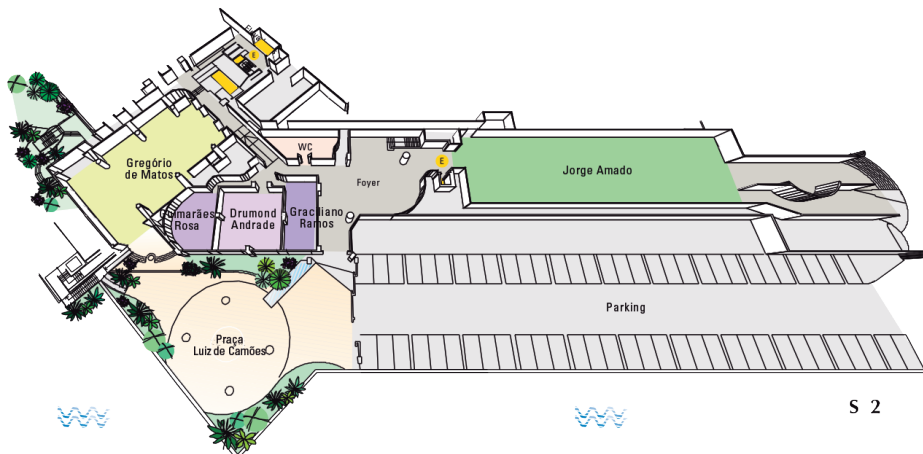 E
WC
Gregório
de Matos
E
Jorge Amado
Foyer
Guimarães
Rosa
Drumond
Andrade
Graciliano
Ramos
Parking
Praça
Luiz de Camões
S 2